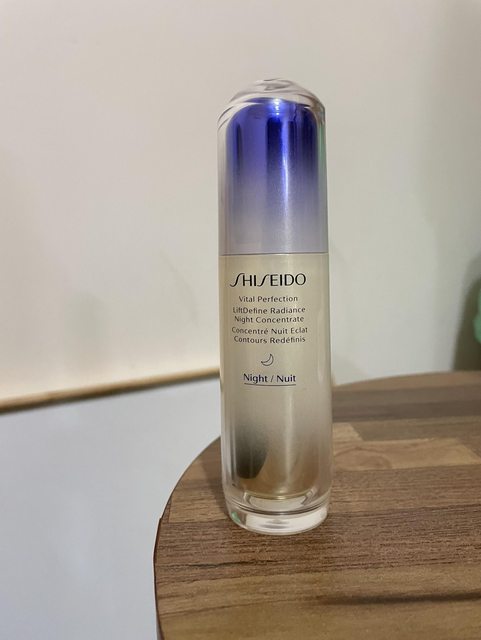 SHISEIDO
Vital Perfection
LiftDefine Radiance
Night Concentrate
Concentré Nuit Eclat
Contours Redéfinis
Night / Nuit